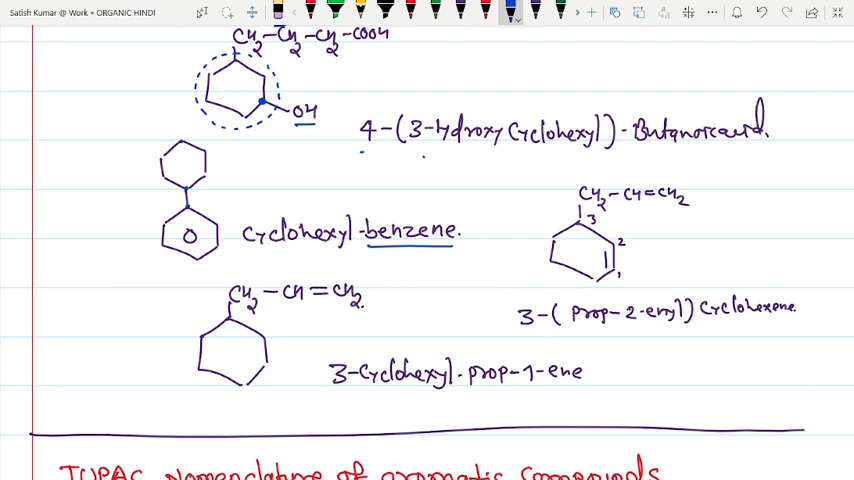 Satish Kumar @ Work » ORGANIC HINDI
CH2-CH2-CH2-COOH
OH
4-(3-Hydroxy Cyclohexyl)-Butanoicacid.
Cyclohexyl-benzene.
CH2-CH=CH2
3
2
1
3-(prop-2-enyl) Cyclohexene.
CH2-CH=CH2.
3-Cyclohexyl-prop-1-ene
IUPAC Nomenclature of aromatic Compounds